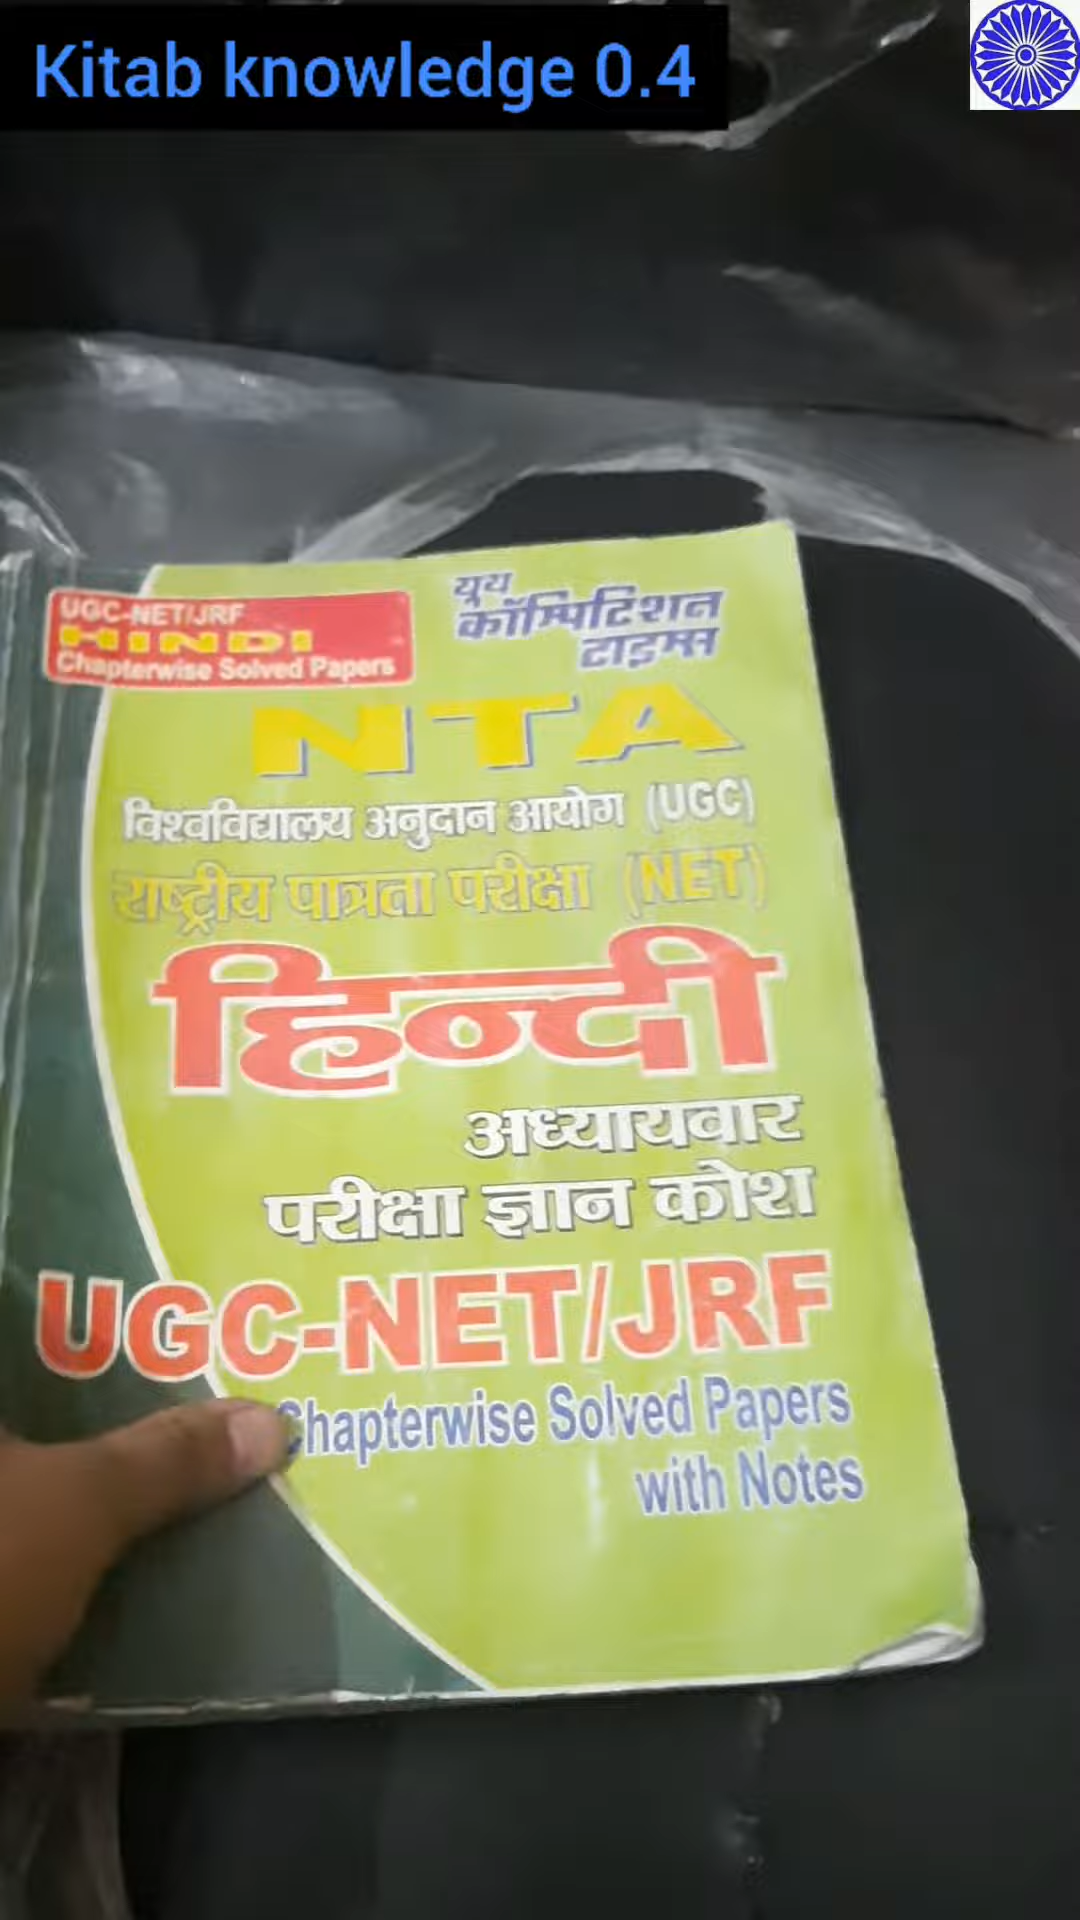 Kitab knowledge 0.4
UGC-NET/JRF
HINDI
Chapterwise Solved Papers
यूथ
कॉम्पिटिशन
टाइम्स
NTA
विश्वविद्यालय अनुदान आयोग (UGC)
राष्ट्रीय पात्रता परीक्षा (NET)
हिन्दी
अध्यायवार
परीक्षा ज्ञान कोश
UGC-NET/JRF
Chapterwise Solved Papers
with Notes